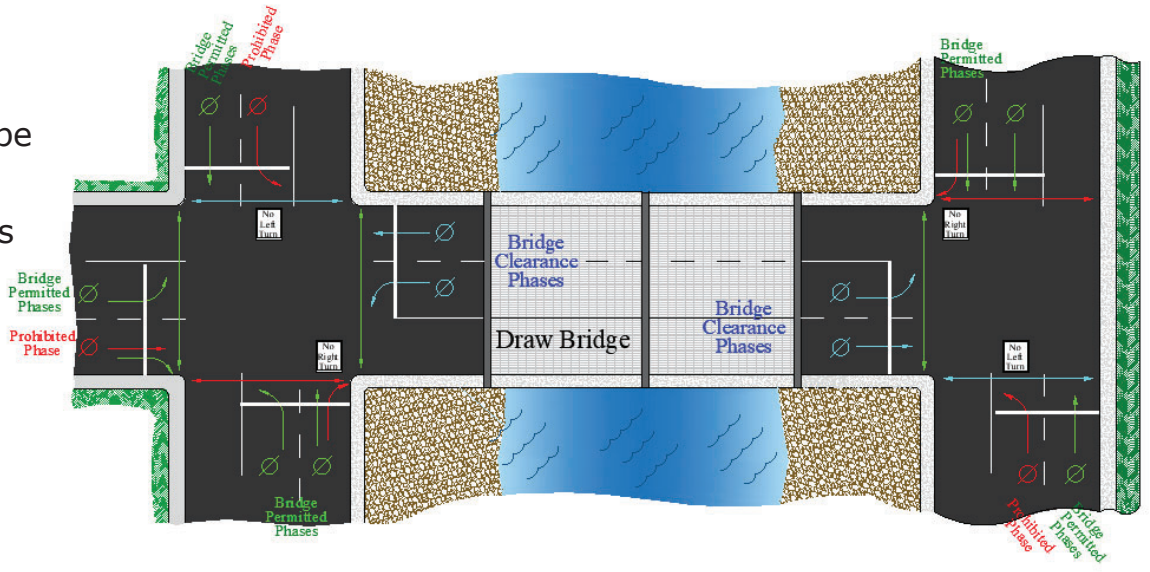 Bridge
Permitted
Phases
Prohibited
Phase
Bridge
Permitted
Phases
pe
s
No
Left
Turn
No
Right
Turn
Bridge
Clearance
Phases
Bridge
Permitted
Phases
Prohibited
Phase
Bridge
Clearance
Phases
Draw Bridge
No
Right
Turn
No
Left
Turn
Bridge
Permitted
Phases
Prohibited
Phase
Bridge
Permitted
Phases